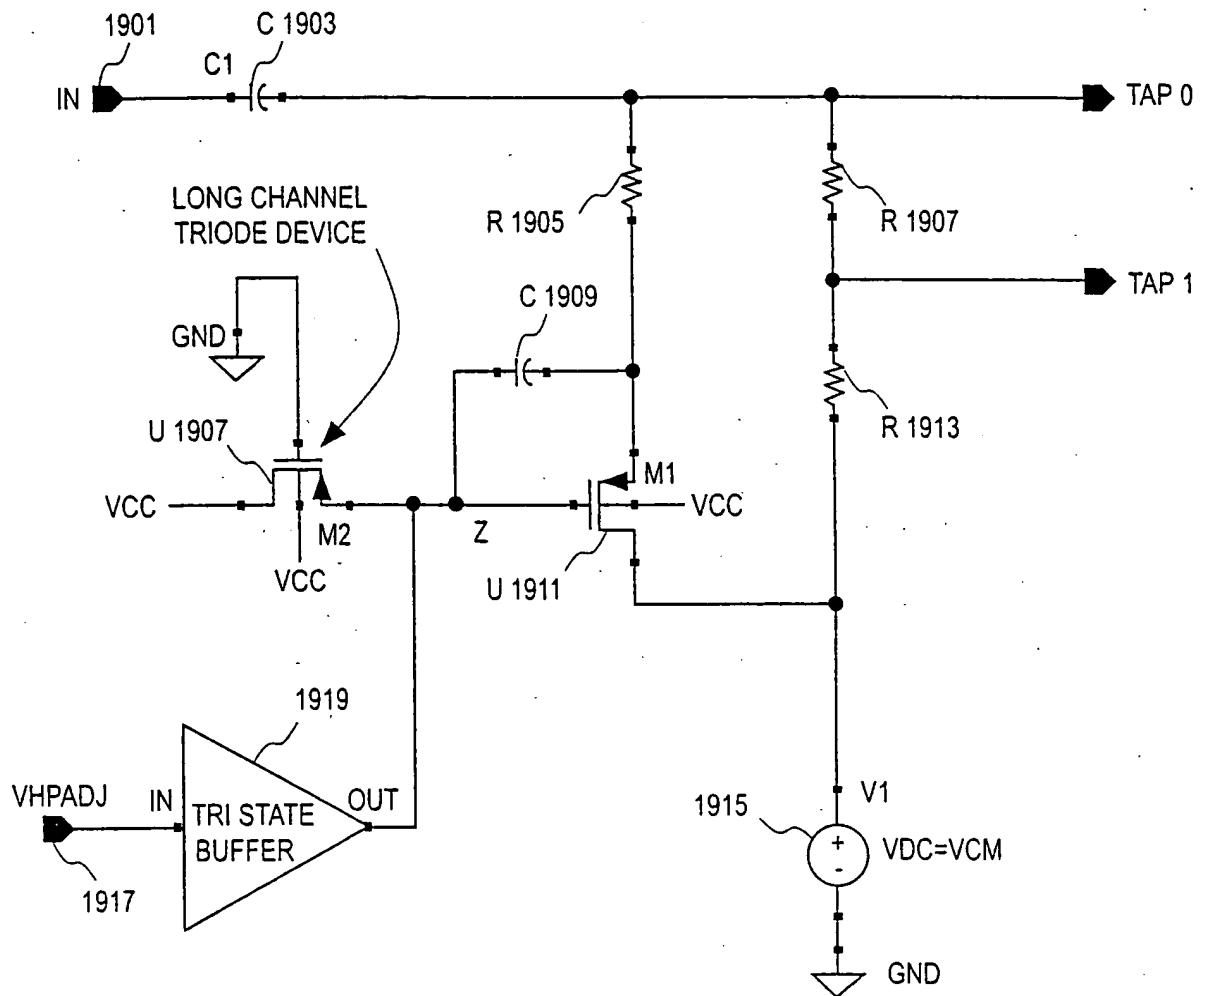 1901
C 1903
C1
IN
TAP 0
LONG CHANNEL
TRIODE DEVICE
R 1905
R 1907
TAP 1
C 1909
GND
U 1907
R 1913
M1
VCC
VCC
M2
Z
VCC
U 1911
1919
VHPADJ
IN
OUT
TRI STATE
BUFFER
1917
1915
V1
+
-
VDC=VCM
GND